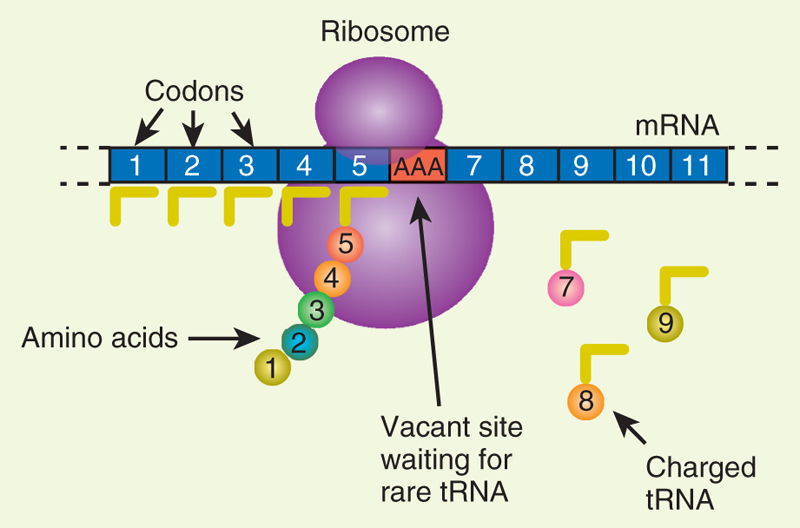 Ribosome
Codons
mRNA
1 2 3 4 5 AAA 7 8 9 10 11
5
4
3
2
1
Amino acids
7
9
8
Vacant site
waiting for
rare tRNA
Charged
tRNA